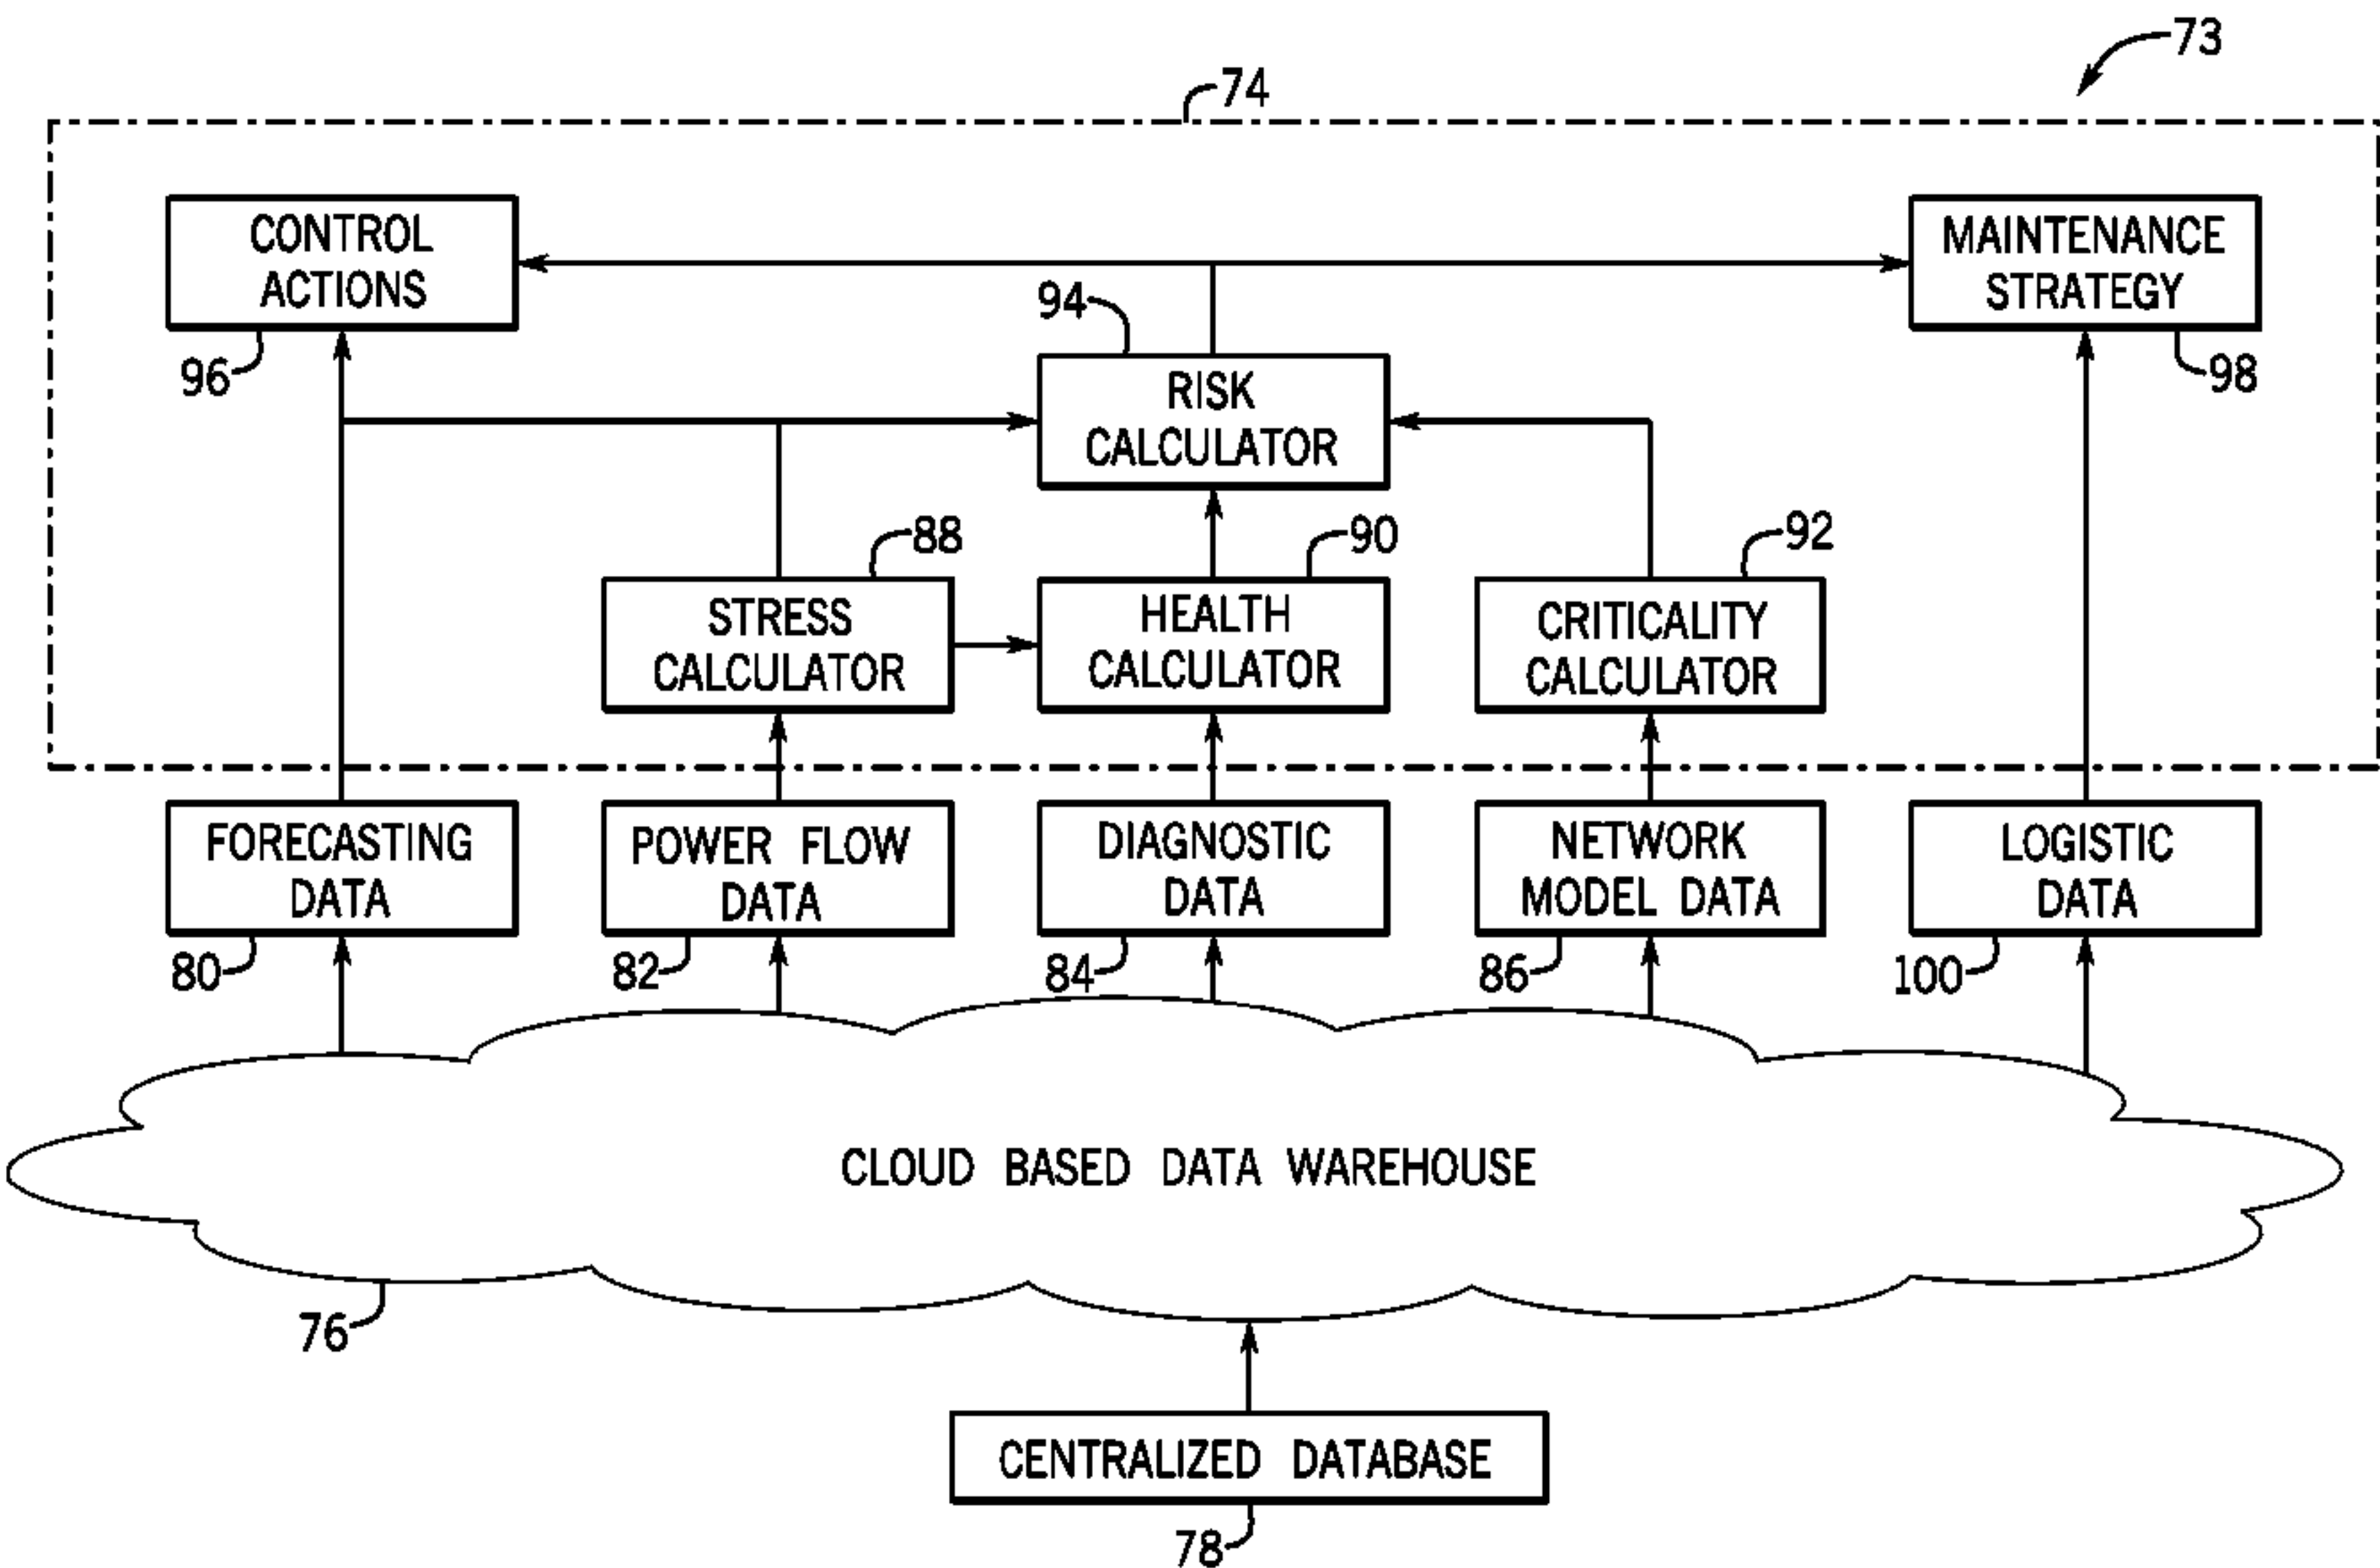 73
74
CONTROL
ACTIONS
MAINTENANCE
STRATEGY
94
96
98
RISK
CALCULATOR
88
90
92
STRESS
CALCULATOR
HEALTH
CALCULATOR
CRITICALITY
CALCULATOR
FORECASTING
DATA
POWER FLOW
DATA
DIAGNOSTIC
DATA
NETWORK
MODEL DATA
LOGISTIC
DATA
80
82
84
86
100
CLOUD BASED DATA WAREHOUSE
76
CENTRALIZED DATABASE
78